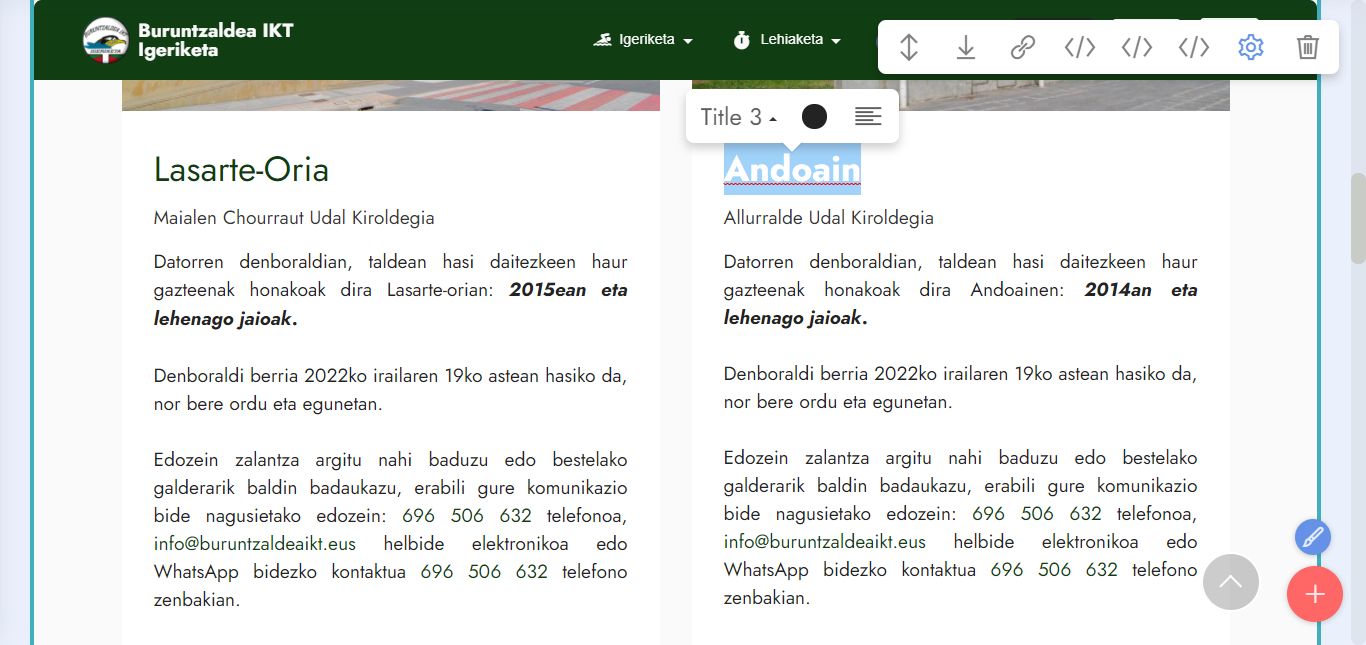 Buruntzaldea IKT
Igeriketa
Igeriketa
Lehiaketa
Title 3
Lasarte-Oria
Maialen Chourraut Udal Kiroldegia
Datorren denboraldian, taldean hasi daitezkeen haur
gazteenak honakoak dira Lasarte-orian: 2015ean eta
lehenago jaioak.
Denboraldi berria 2022ko irailaren 19ko astean hasiko da,
nor bere ordu eta egunetan.
Edozein zalantza argitu nahi baduzu edo bestelako
galderarik baldin badaukazu, erabili gure komunikazio
bide nagusietako edozein: 696 506 632 telefonoa,
info@buruntzaldeaikt.eus helbide elektronikoa edo
WhatsApp bidezko kontaktua 696 506 632 telefono
zenbakian.
Andoain
Allurralde Udal Kiroldegia
Datorren denboraldian, taldean hasi daitezkeen haur
gazteenak honakoak dira Andoainen: 2014an eta
lehenago jaioak.
Denboraldi berria 2022ko irailaren 19ko astean hasiko da,
nor bere ordu eta egunetan.
Edozein zalantza argitu nahi baduzu edo bestelako
galderarik baldin badaukazu, erabili gure komunikazio
bide nagusietako edozein: 696 506 632 telefonoa,
info@buruntzaldeaikt.eus helbide elektronikoa edo
WhatsApp bidezko kontaktua 696 506 632 telefono
zenbakian.